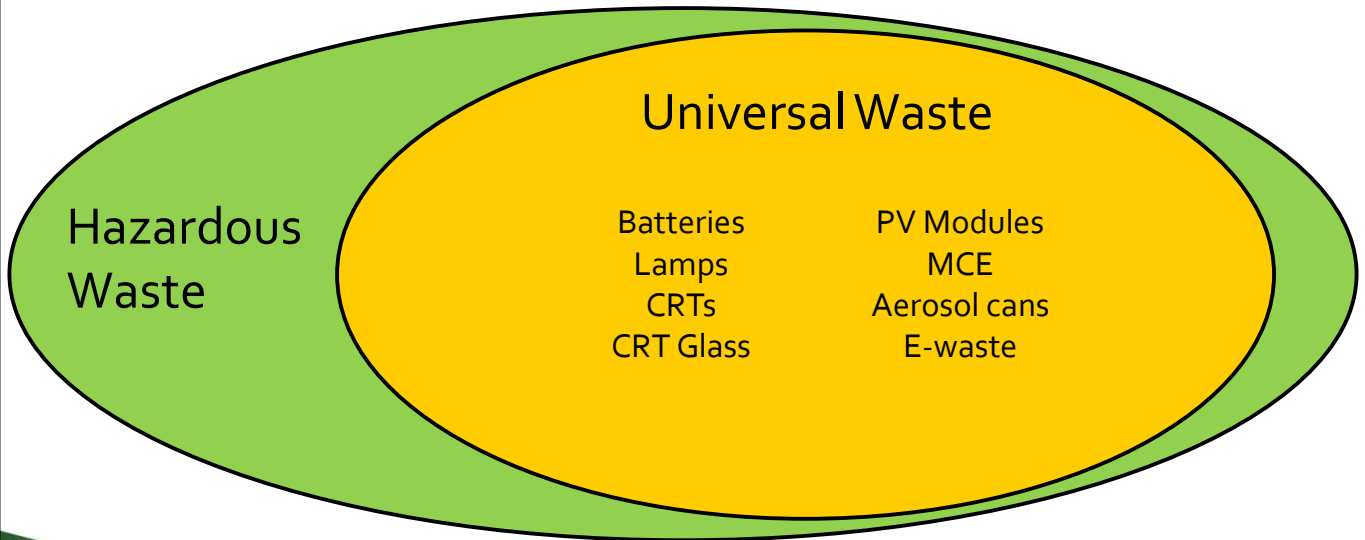 Universal Waste
Hazardous
Waste
Batteries
Lamps
CRTs
CRT Glass
PV Modules
MCE
Aerosol cans
E-waste